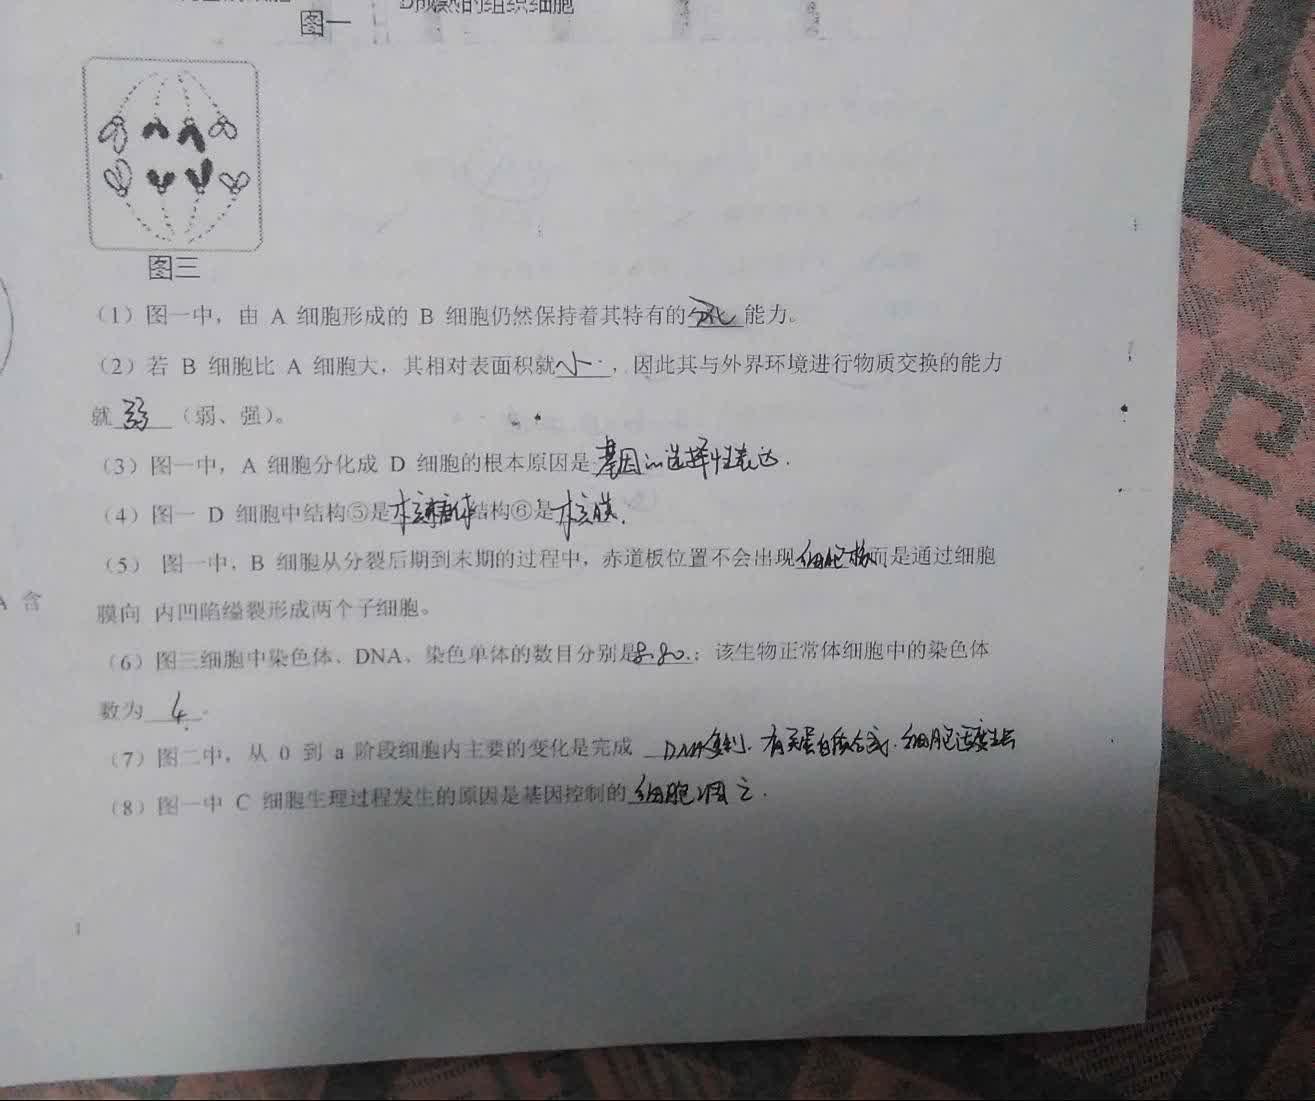 D成熟的组织细胞
图一
图三
(1) 图一中，由 A 细胞形成的 B 细胞仍然保持着其特有的分化能力。
(2) 若 B 细胞比 A 细胞大，其相对表面积就小，因此其与外界环境进行物质交换的能力
就弱（弱、强）。
(3) 图一中，A 细胞分化成 D 细胞的根本原因是基因的选择性表达.
(4) 图一 D 细胞中结构⑤是核糖体结构⑥是核膜.
(5) 图一中，B 细胞从分裂后期到末期的过程中，赤道板位置不会出现细胞板而是通过细胞
膜向 内凹陷缢裂形成两个子细胞。
(6) 图三细胞中染色体、DNA、染色单体的数目分别是8.8.0.；该生物正常体细胞中的染色体
数为 4.
(7) 图二中，从 0 到 a 阶段细胞内主要的变化是完成 DNA复制.有关蛋白质合成.细胞适度生长
(8) 图一中 C 细胞生理过程发生的原因是基因控制的细胞凋亡.
A 含
1